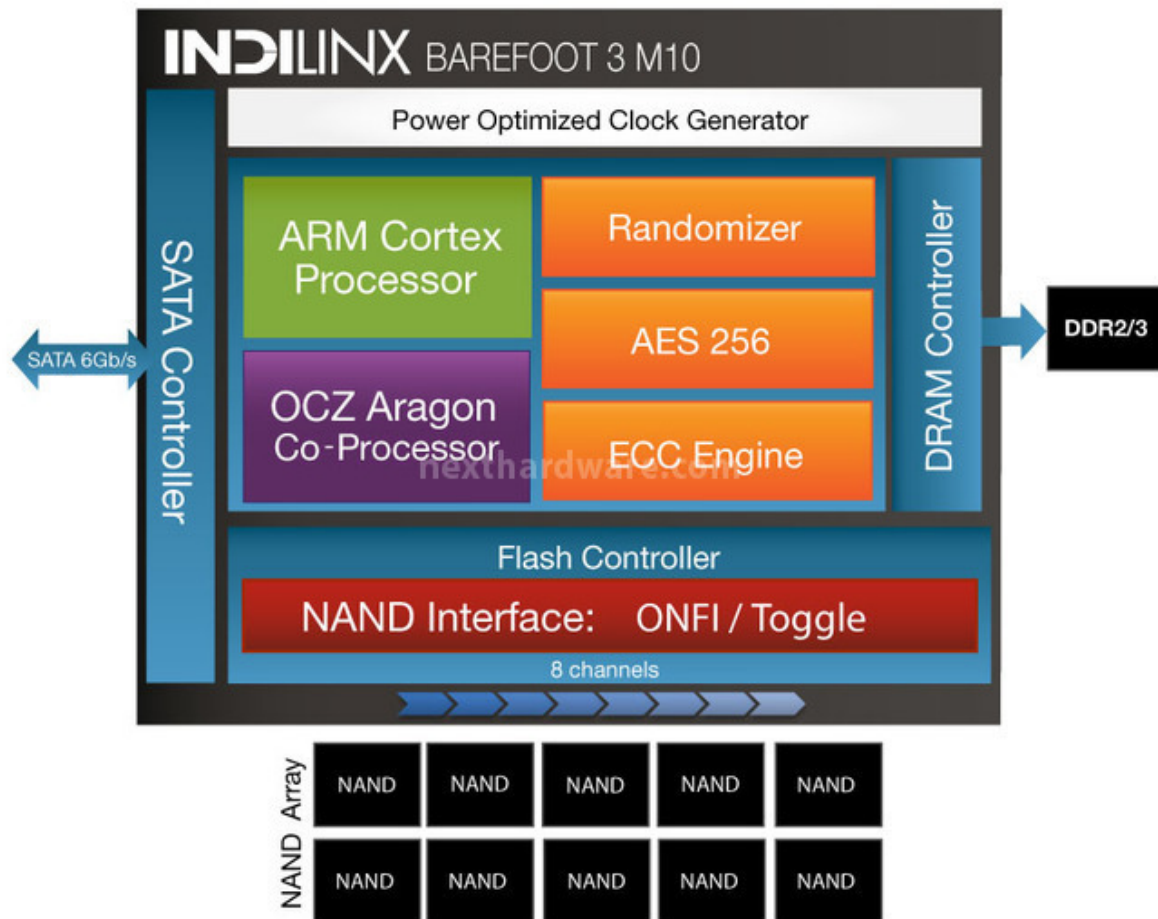 INDILINX BAREFOOT 3 M10
Power Optimized Clock Generator
SATA Controller
SATA 6Gb/s
ARM Cortex
Processor
OCZ Aragon
Co-Processor
Randomizer
AES 256
ECC Engine
nexthardware.com
DRAM Controller
DDR2/3
Flash Controller
NAND Interface: ONFI / Toggle
8 channels
NAND Array
NAND NAND NAND NAND NAND
NAND NAND NAND NAND NAND